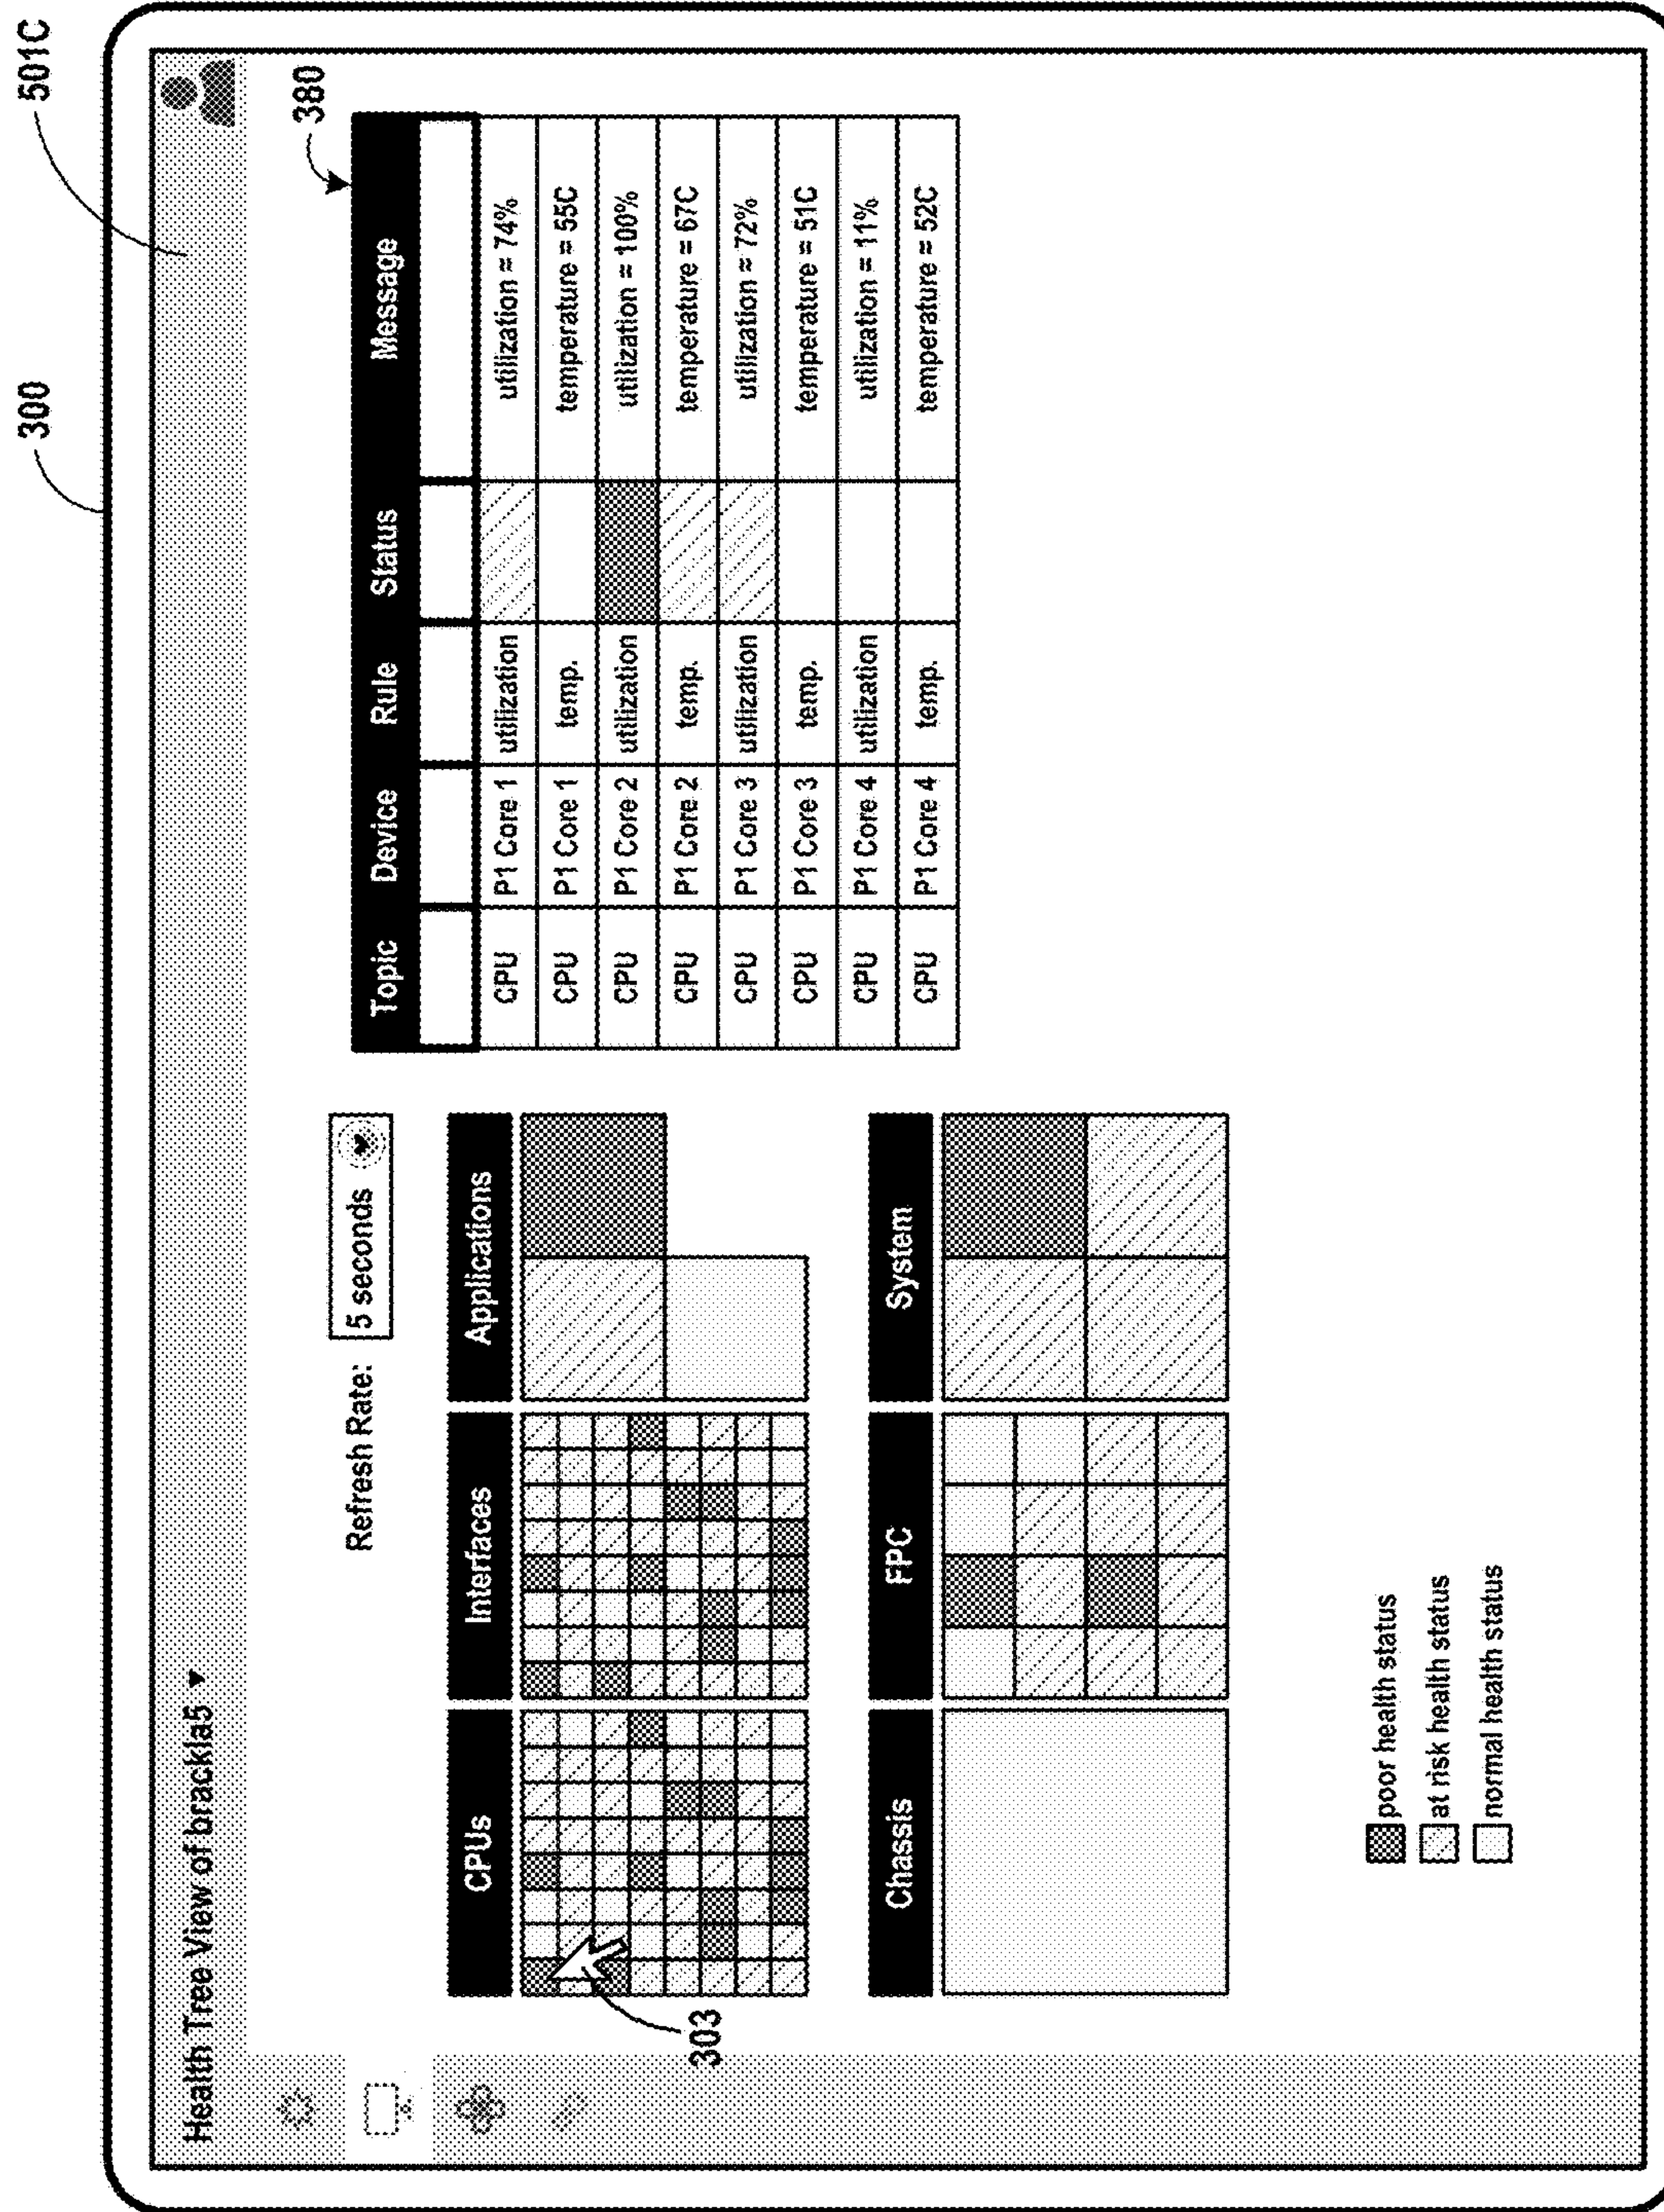 300
501C
Health Tree View of brackla5
Refresh Rate: 5 seconds
380
CPUs Interfaces Applications
303
Chassis FPC System
Topic Device Rule Status Message
CPU P1 Core 1 utilization utilization = 74%
CPU P1 Core 1 temp. temperature = 55C
CPU P1 Core 2 utilization utilization = 100%
CPU P1 Core 2 temp. temperature = 67C
CPU P1 Core 3 utilization utilization = 72%
CPU P1 Core 3 temp. temperature = 51C
CPU P1 Core 4 utilization utilization = 11%
CPU P1 Core 4 temp. temperature = 52C
poor health status
at risk health status
normal health status